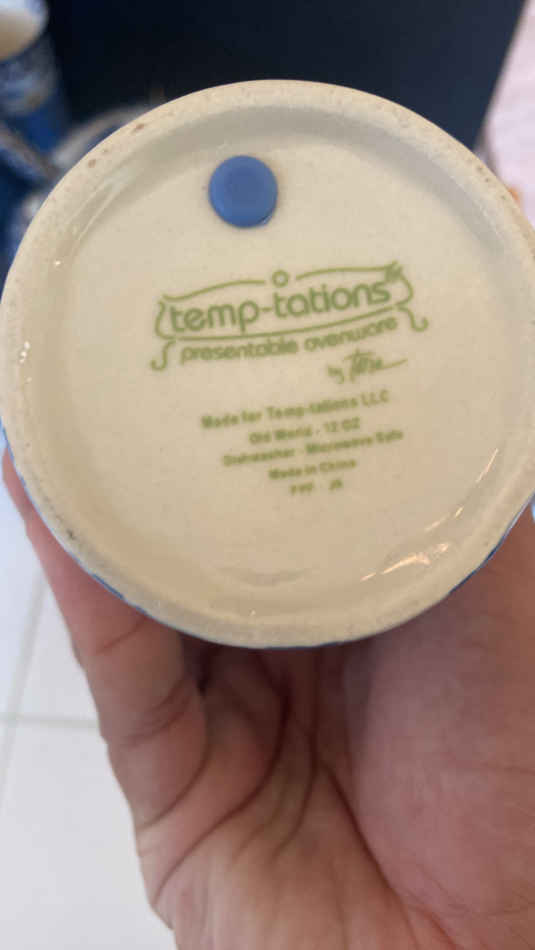 temp-tations
presentable ovenware
by Tara
Made for Temp-tations LLC
Old World - 12 OZ
Dishwasher - Microwave Safe
Made in China